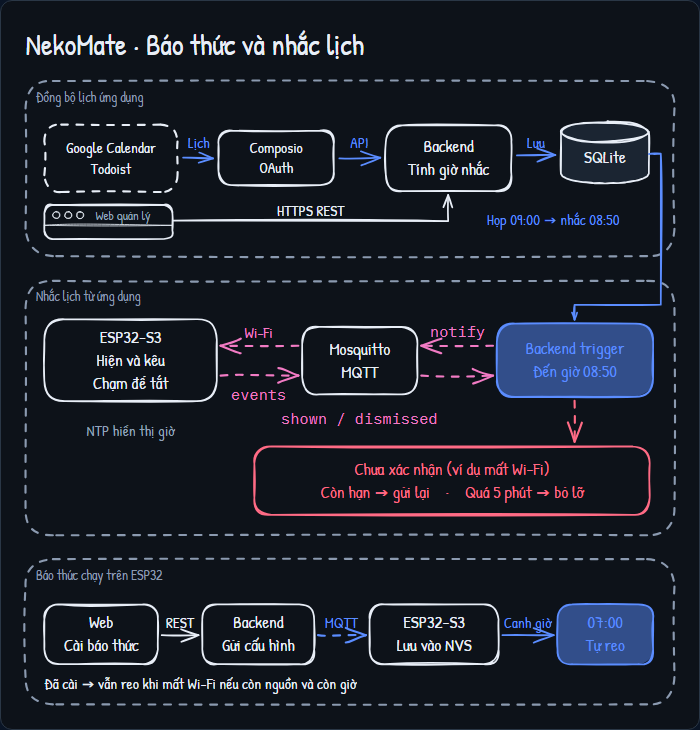 NekoMate · Báo thức và nhắc lịch
Đồng bộ lịch ứng dụng
Google Calendar
Todoist
Lịch
Composio
OAuth
API
Backend
Tính giờ nhắc
Lưu
SQLite
Web quản lý
HTTPS REST
Họp 09:00 → nhắc 08:50
Nhắc lịch từ ứng dụng
ESP32-S3
Hiện và kêu
Chạm để tắt
Wi-Fi
events
Mosquitto
MQTT
notify
shown / dismissed
Backend trigger
Đến giờ 08:50
NTP hiển thị giờ
Chưa xác nhận (ví dụ mất Wi-Fi)
Còn hạn → gửi lại · Quá 5 phút → bỏ lỡ
Báo thức chạy trên ESP32
Web
Cài báo thức
REST
Backend
Gửi cấu hình
MQTT
ESP32-S3
Lưu vào NVS
Canh giờ
07:00
Tự reo
Đã cài → vẫn reo khi mất Wi-Fi nếu còn nguồn và còn giờ